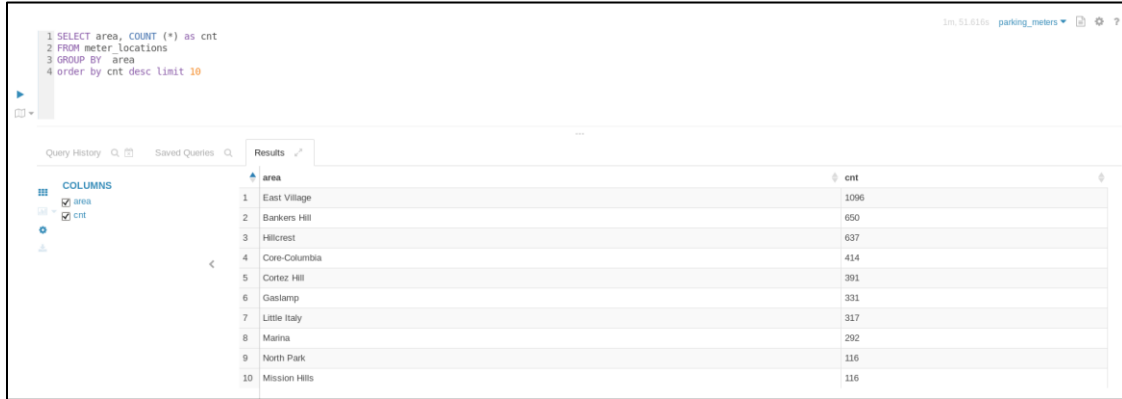 1m, 51.616s parking_meters ?
1 SELECT area, COUNT (*) as cnt
2 FROM meter_locations
3 GROUP BY area
4 order by cnt desc limit 10
...
Query History Saved Queries Results
COLUMNS
area
cnt
area cnt
1 East Village 1096
2 Bankers Hill 650
3 Hillcrest 637
4 Core-Columbia 414
5 Cortez Hill 391
6 Gaslamp 331
7 Little Italy 317
8 Marina 292
9 North Park 116
10 Mission Hills 116